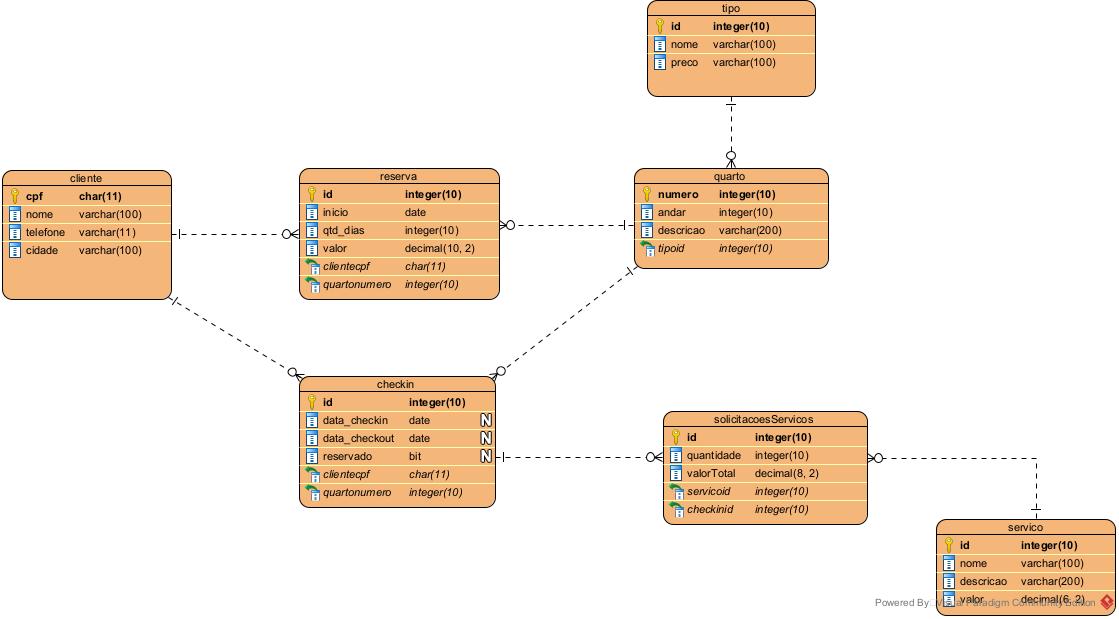 tipo
id integer(10)
nome varchar(100)
preco varchar(100)
cliente
cpf char(11)
nome varchar(100)
telefone varchar(11)
cidade varchar(100)
reserva
id integer(10)
inicio date
qtd_dias integer(10)
valor decimal(10, 2)
clientecpf char(11)
quartonumero integer(10)
quarto
numero integer(10)
andar integer(10)
descricao varchar(200)
tipoid integer(10)
checkin
id integer(10)
data_checkin date N
data_checkout date N
reservado bit N
clientecpf char(11)
quartonumero integer(10)
solicitacoesServicos
id integer(10)
quantidade integer(10)
valorTotal decimal(8, 2)
servicoid integer(10)
checkinid integer(10)
servico
id integer(10)
nome varchar(100)
descricao varchar(200)
valor decimal(6, 2)
Powered By Visual Paradigm Community Edition